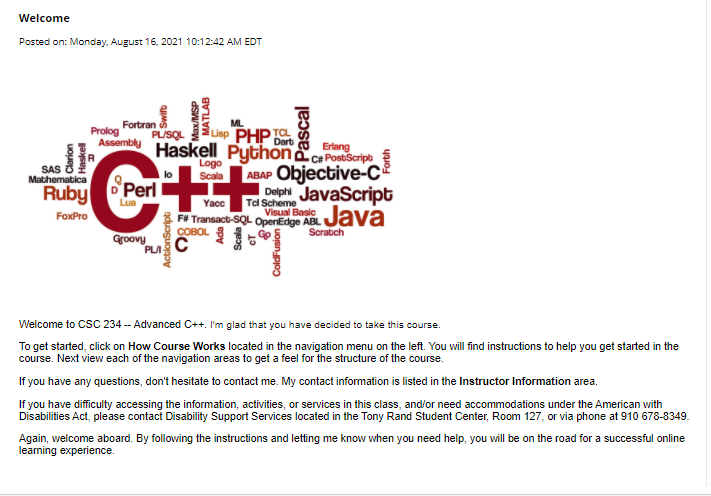 Welcome
Posted on: Monday, August 16, 2021 10:12:42 AM EDT
Prolog
Fortran
Swift
Max/MSP
MATLAB
ML
Pascal
Assembly
PL/SQL
Lisp
PHP
TCL
Dart
SAS
Clarion
Haskell
R
Haskell
Python
Erlang
C#
PostScript
Forth
Mathematica
Logo
Io
Scala
ABAP
Objective-C
Ruby
C++
Q
D
Perl
Lua
Yacc
Delphi
Tcl
Scheme
JavaScript
FoxPro
ActionScript
F#
Transact-SQL
Visual Basic
OpenEdge ABL
Java
Groovy
PL/I
C
COBOL
Ada
Scala
cT
Go
ColdFusion
Scratch
Welcome to CSC 234 -- Advanced C++. I'm glad that you have decided to take this course.
To get started, click on How Course Works located in the navigation menu on the left. You will find instructions to help you get started in the
course. Next view each of the navigation areas to get a feel for the structure of the course.
If you have any questions, don't hesitate to contact me. My contact information is listed in the Instructor Information area.
If you have difficulty accessing the information, activities, or services in this class, and/or need accommodations under the American with
Disabilities Act, please contact Disability Support Services located in the Tony Rand Student Center, Room 127, or via phone at 910 678-8349.
Again, welcome aboard. By following the instructions and letting me know when you need help, you will be on the road for a successful online
learning experience.